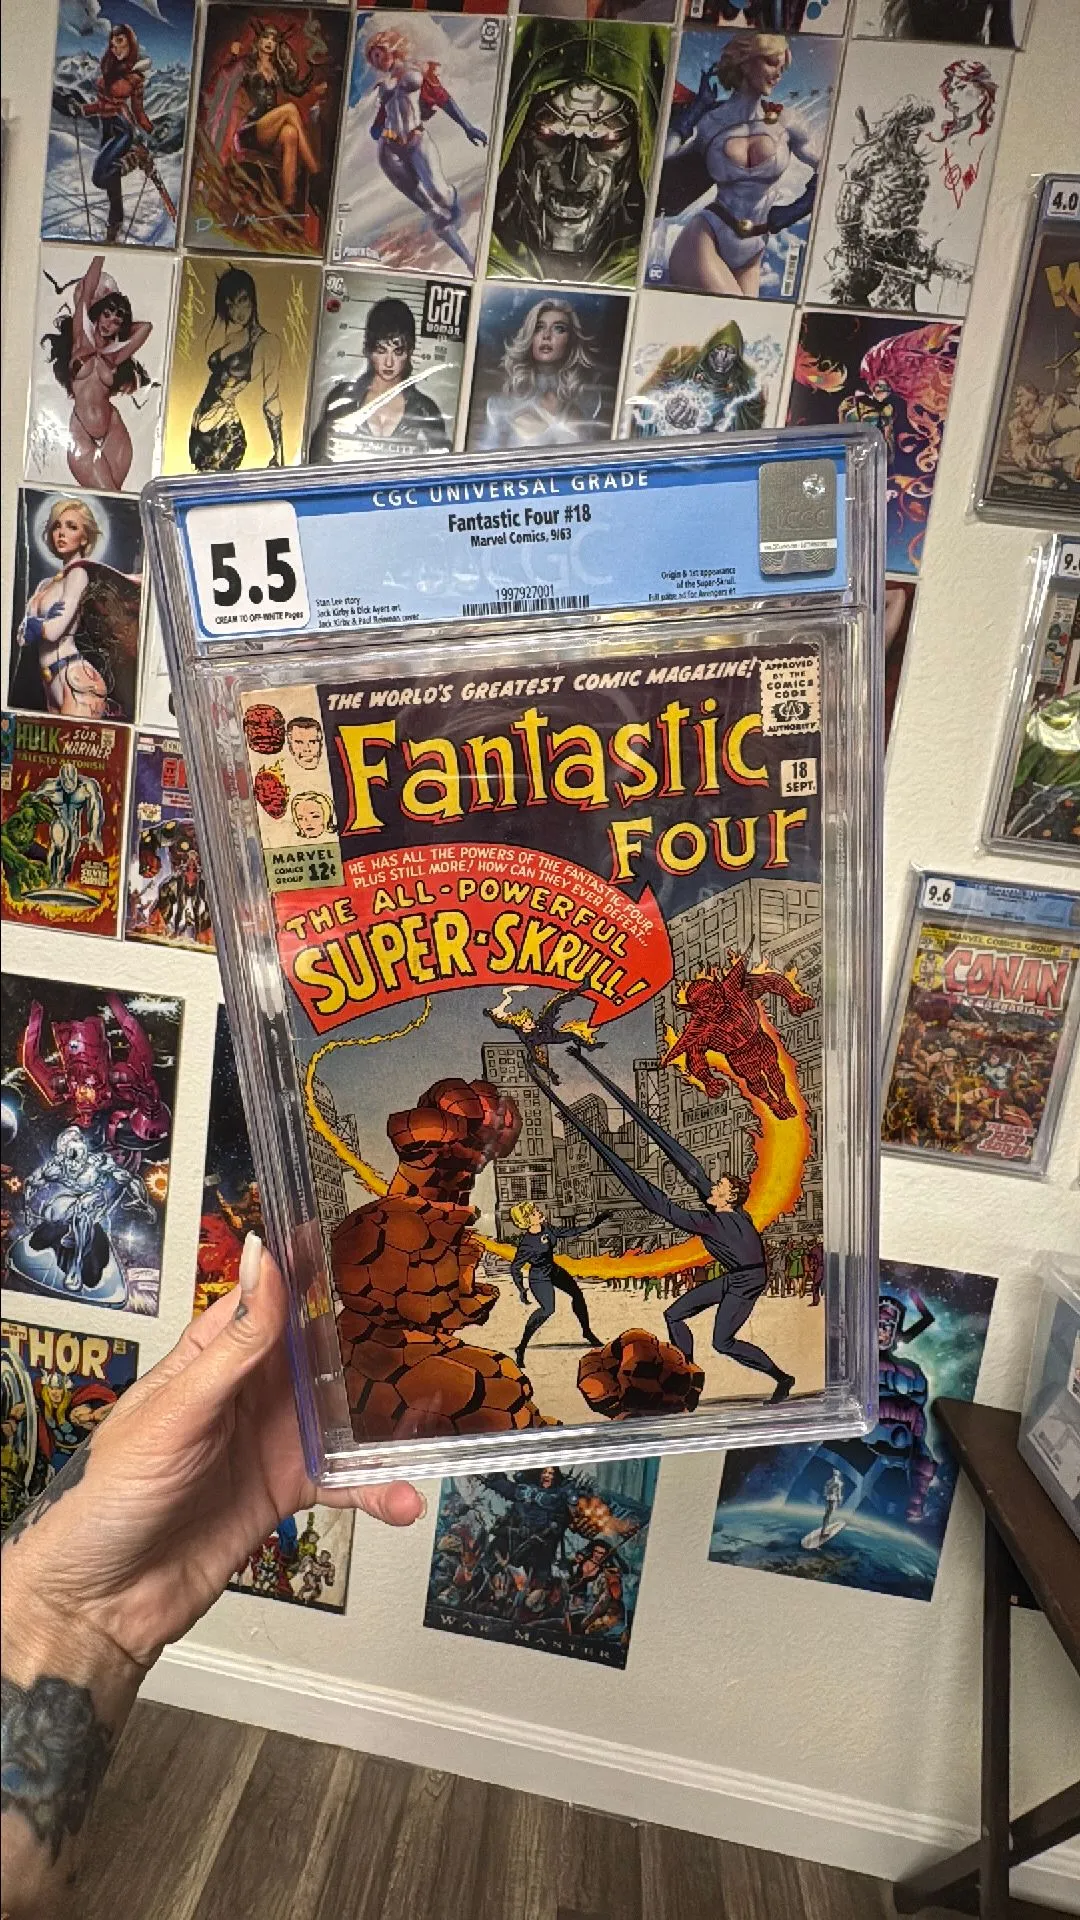 CGC UNIVERSAL GRADE
5.5
CREAM TO OFF-WHITE Pages
Fantastic Four #18
Marvel Comics, 9/63
Stan Lee story
Jack Kirby & Dick Ayers art
Jack Kirby & Paul Reinman cover
1997927001
Origin & 1st appearance
of the Super-Skrull.
Full page ad for Avengers #1
THE WORLD'S GREATEST COMIC MAGAZINE!
APPROVED
BY THE
COMICS
CODE
AUTHORITY
Fantastic
Four
18
SEPT.
MARVEL
COMICS
GROUP
12¢
HE HAS ALL THE POWERS OF THE FANTASTIC FOUR
PLUS STILL MORE! HOW CAN THEY EVER DEFEAT...
THE ALL-POWERFUL
SUPER-SKRULL!
CAT
WOMAN
4.0
9.6
MARVEL COMICS GROUP
CONAN
HULK
& SUB-
MARINER
TALES TO ASTONISH
THOR
WAR MASTER